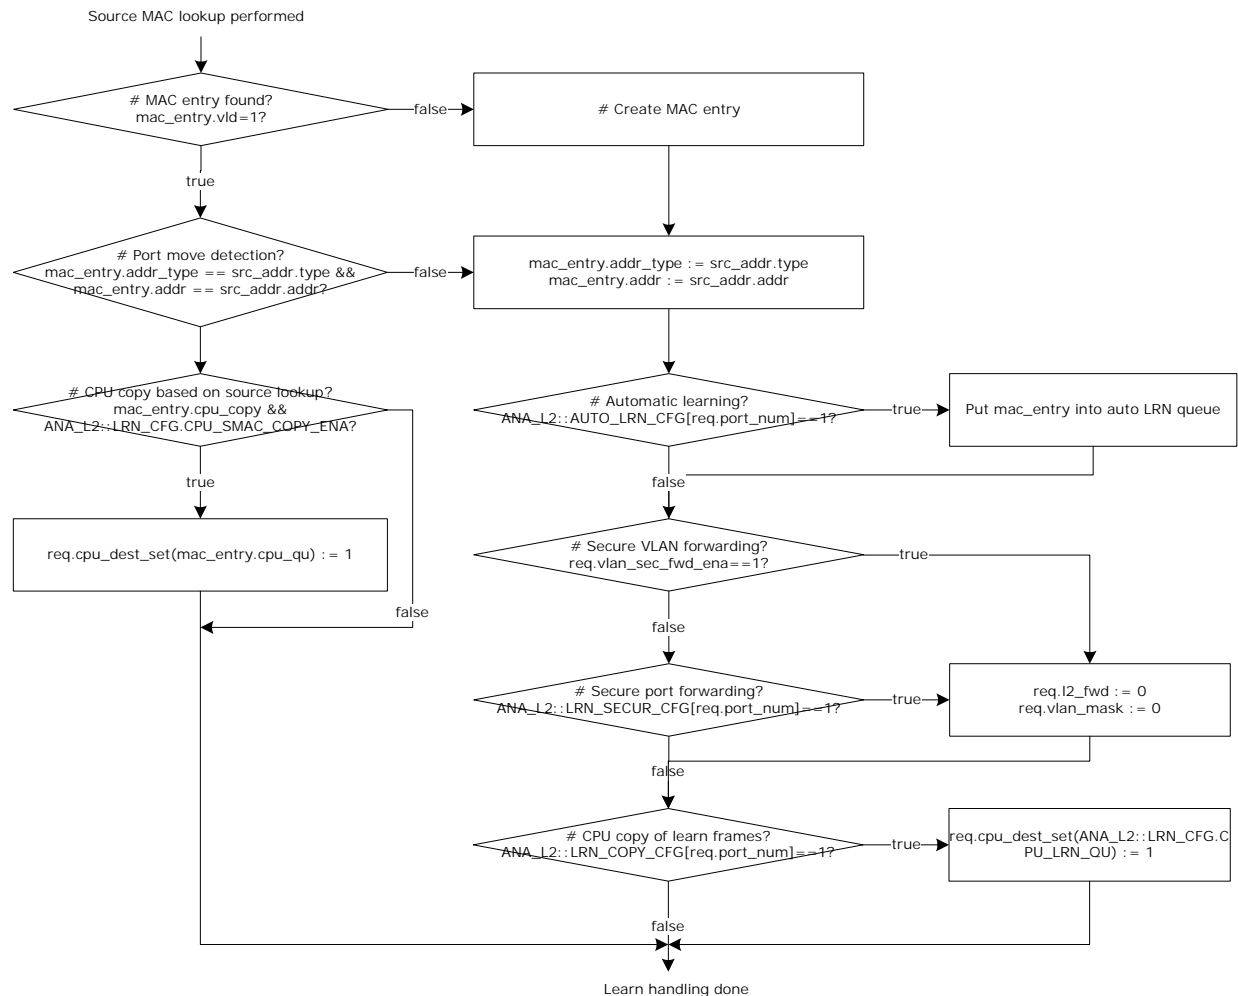 Source MAC lookup performed
# MAC entry found?
mac_entry.vld=1?
false
# Create MAC entry
true
# Port move detection?
mac_entry.addr_type == src_addr.type &&
mac_entry.addr == src_addr.addr?
false
mac_entry.addr_type := src_addr.type
mac_entry.addr := src_addr.addr
# CPU copy based on source lookup?
mac_entry.cpu_copy &&
ANA_L2::LRN_CFG.CPU_SMAC_COPY_ENA?
# Automatic learning?
ANA_L2::AUTO_LRN_CFG[req.port_num]==1?
true
Put mac_entry into auto LRN queue
true
false
req.cpu_dest_set(mac_entry.cpu_qu) := 1
# Secure VLAN forwarding?
req.vlan_sec_fwd_ena==1?
true
false
false
# Secure port forwarding?
ANA_L2::LRN_SECUR_CFG[req.port_num]==1?
true
req.l2_fwd := 0
req.vlan_mask := 0
false
# CPU copy of learn frames?
ANA_L2::LRN_COPY_CFG[req.port_num]==1?
true
req.cpu_dest_set(ANA_L2::LRN_CFG.C
PU_LRN_QU) := 1
false
Learn handling done